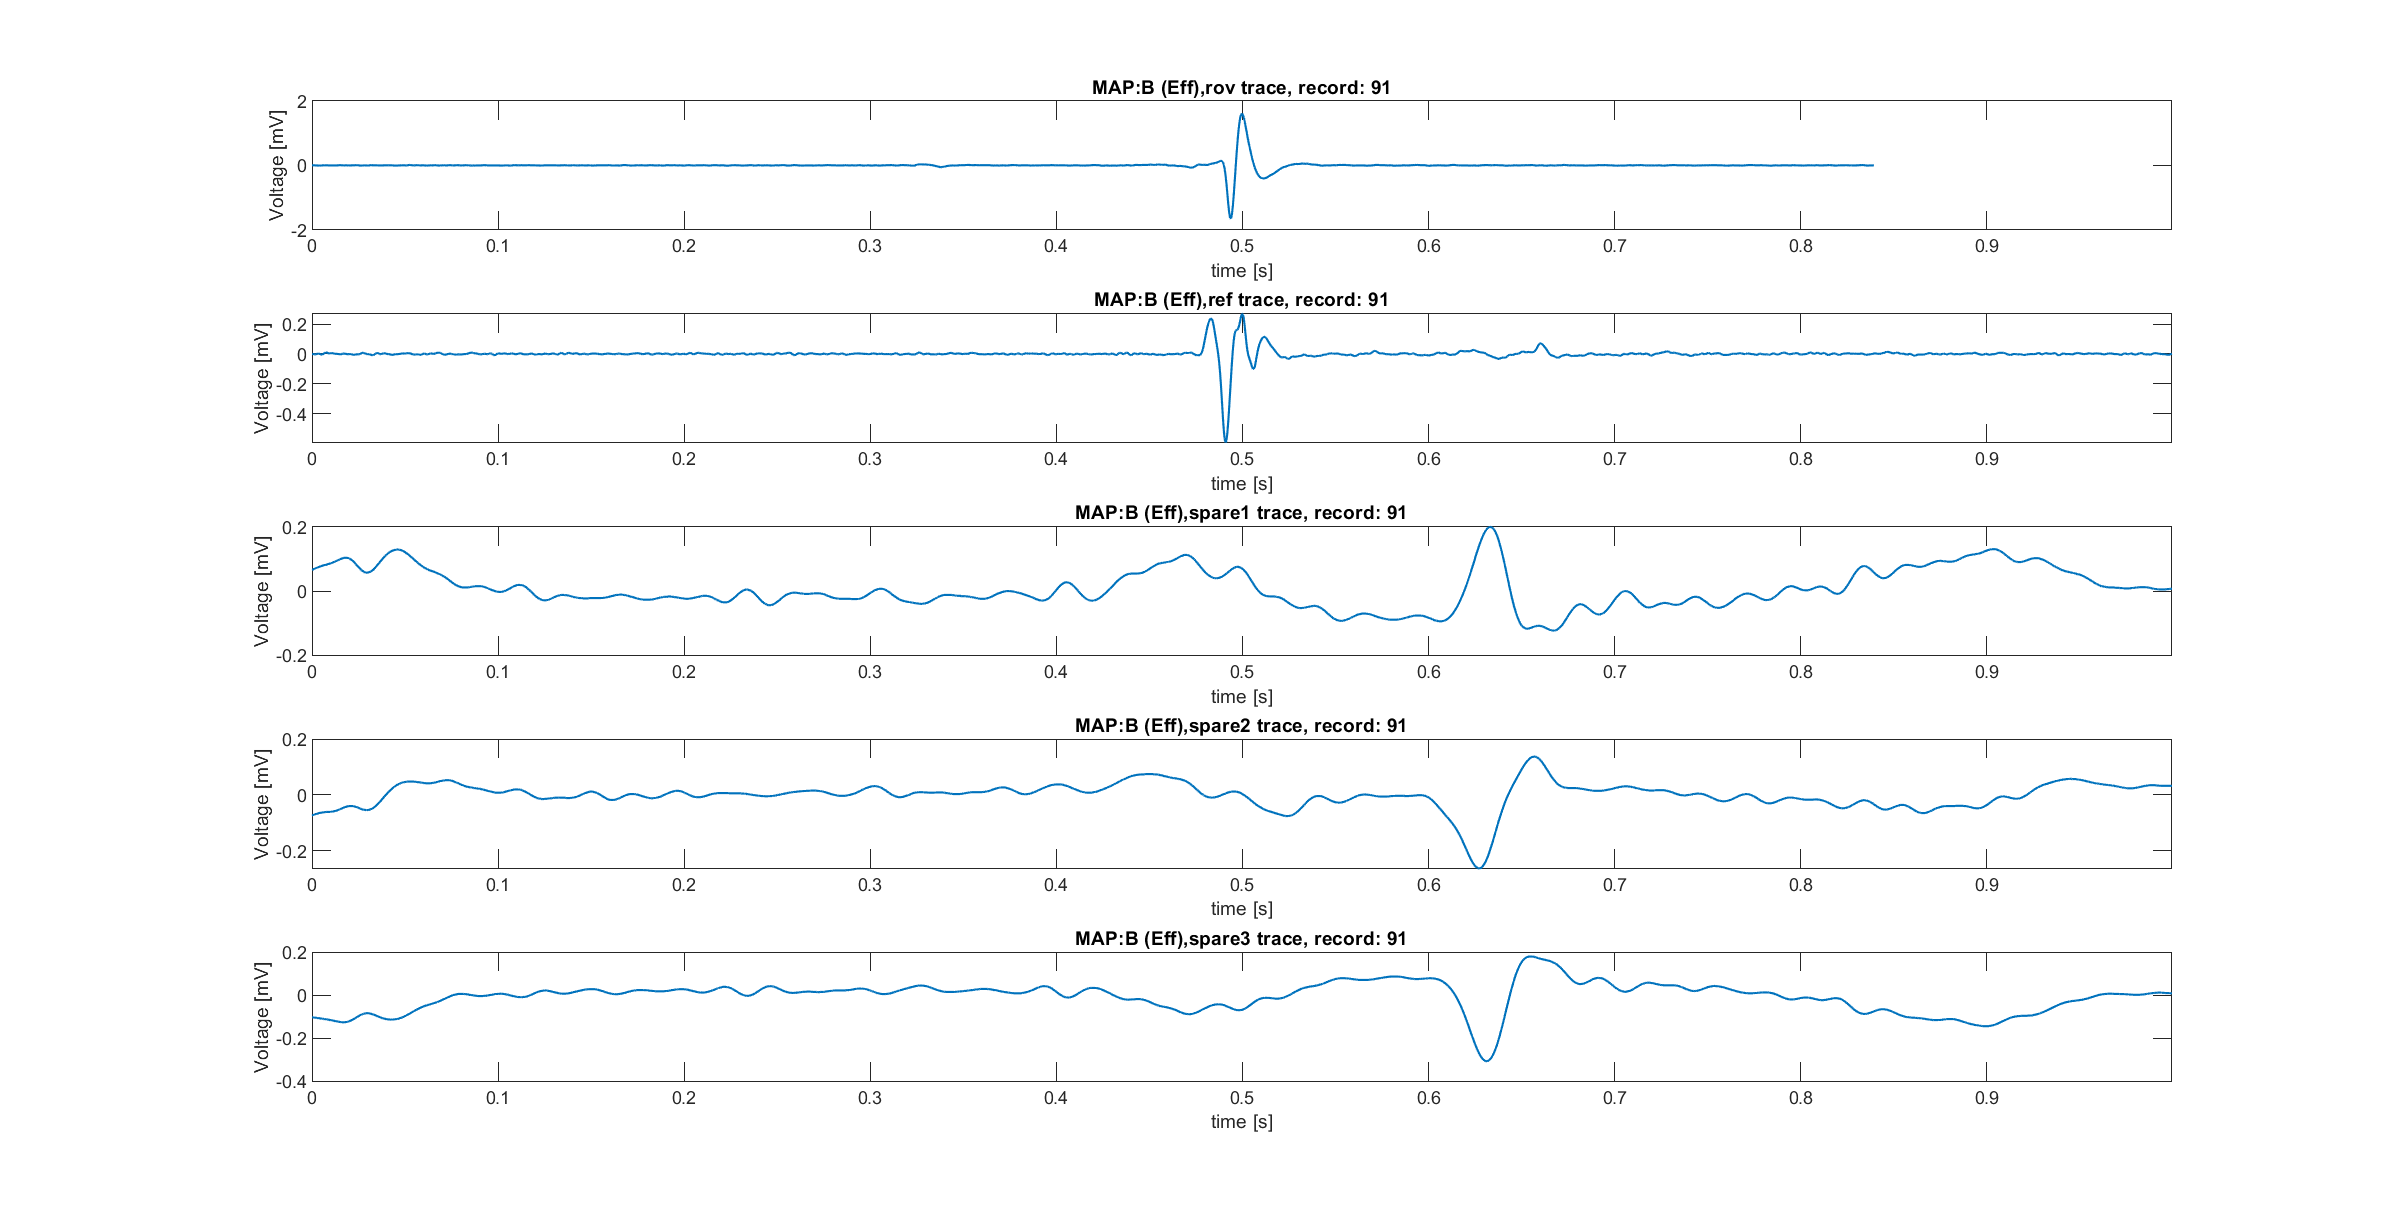 MAP:B (Eff),rov trace, record: 91
Voltage [mV]
2
0
-2
0 0.1 0.2 0.3 0.4 0.5 0.6 0.7 0.8 0.9
time [s]
MAP:B (Eff),ref trace, record: 91
Voltage [mV]
0.2
0
-0.2
-0.4
0 0.1 0.2 0.3 0.4 0.5 0.6 0.7 0.8 0.9
time [s]
MAP:B (Eff),spare1 trace, record: 91
Voltage [mV]
0.2
0
-0.2
0 0.1 0.2 0.3 0.4 0.5 0.6 0.7 0.8 0.9
time [s]
MAP:B (Eff),spare2 trace, record: 91
Voltage [mV]
0.2
0
-0.2
0 0.1 0.2 0.3 0.4 0.5 0.6 0.7 0.8 0.9
time [s]
MAP:B (Eff),spare3 trace, record: 91
Voltage [mV]
0.2
0
-0.2
-0.4
0 0.1 0.2 0.3 0.4 0.5 0.6 0.7 0.8 0.9
time [s]